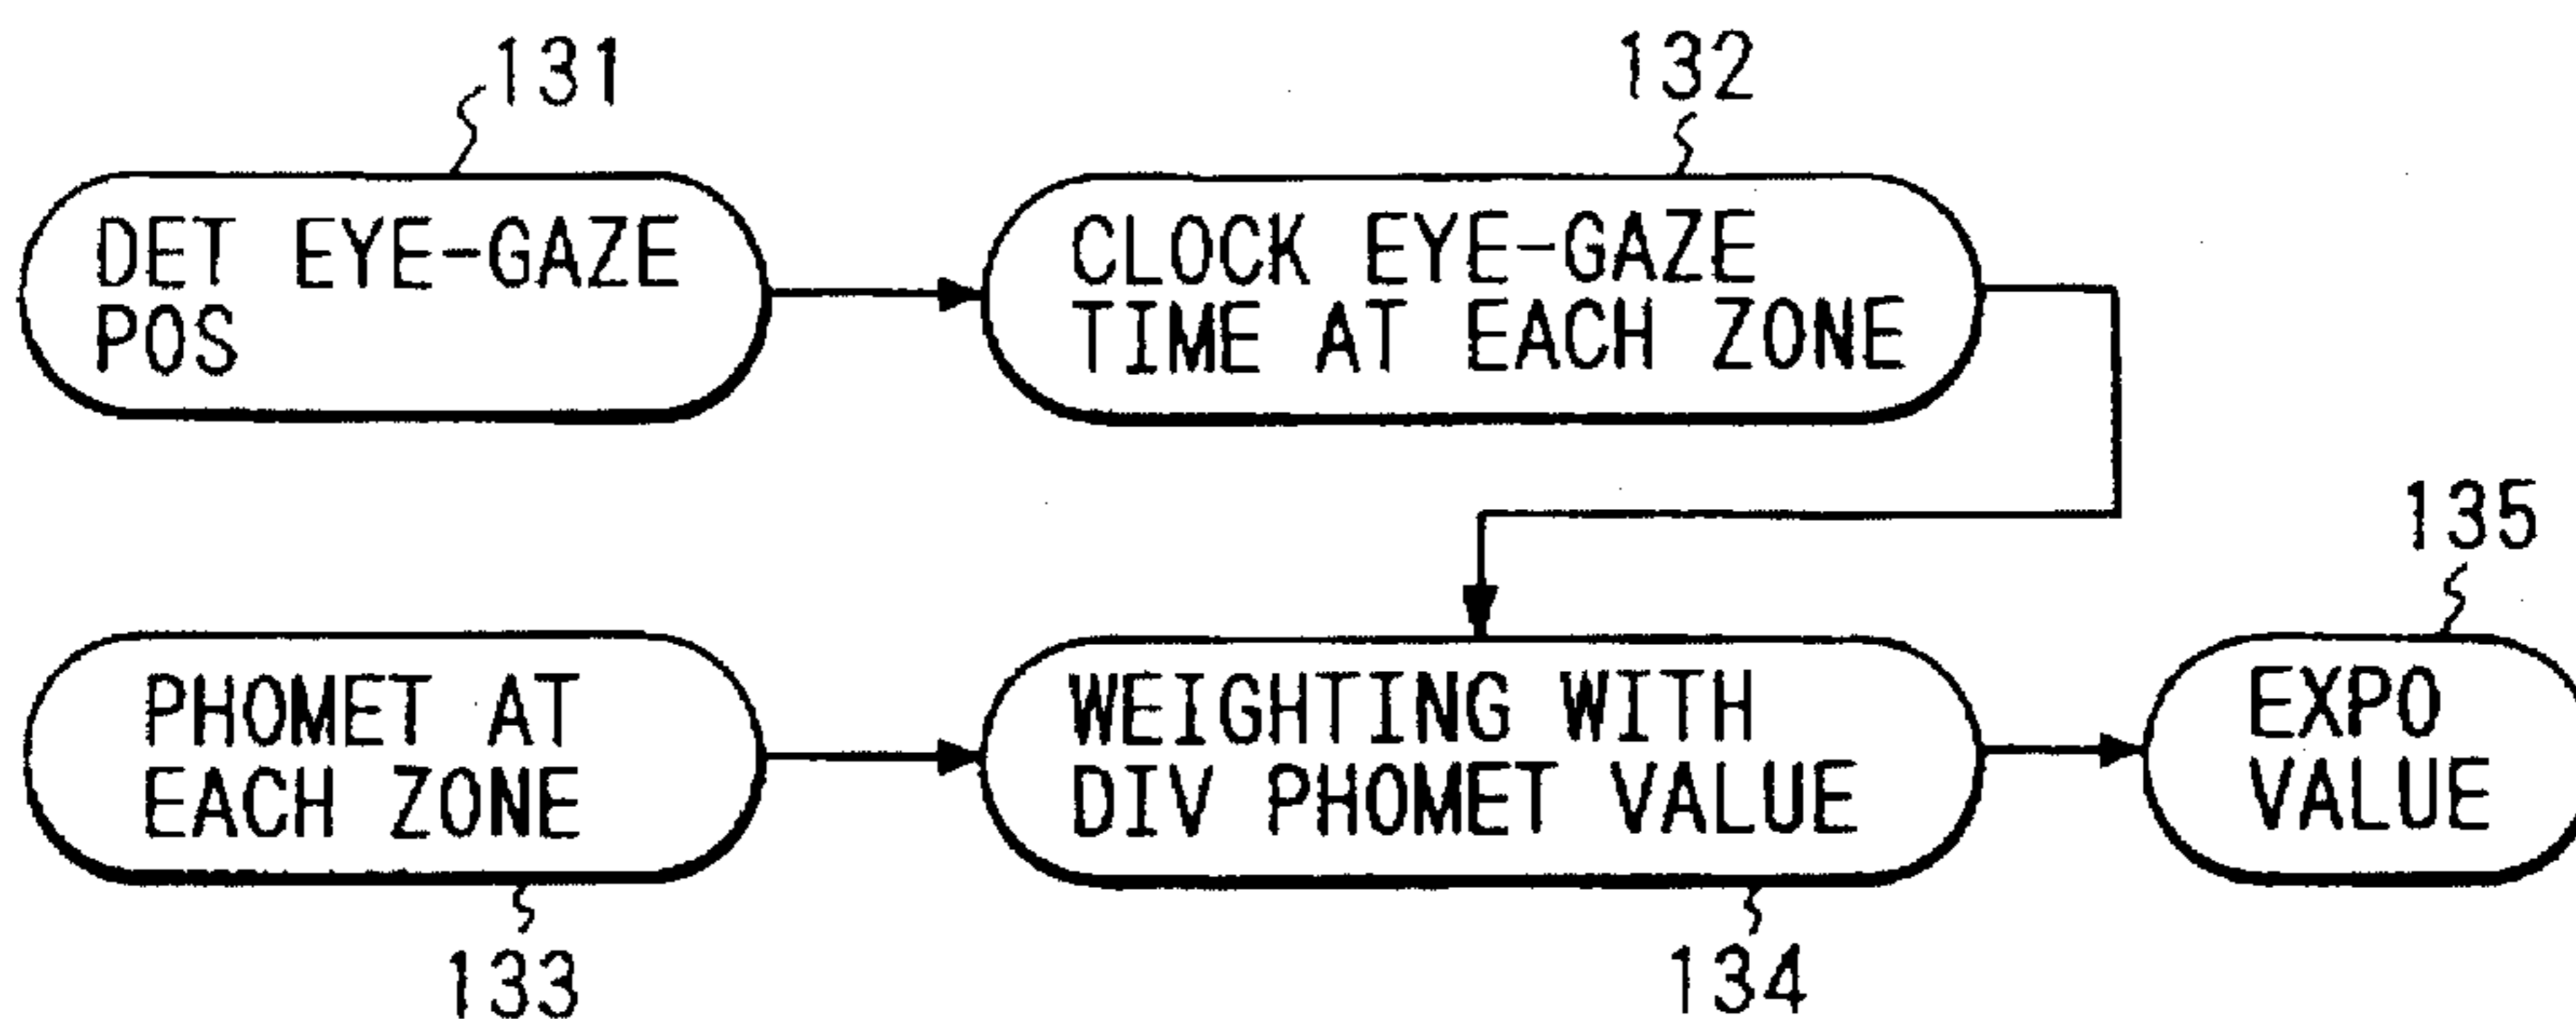 131
DET EYE-GAZE
POS
132
CLOCK EYE-GAZE
TIME AT EACH ZONE
133
PHOMET AT
EACH ZONE
134
WEIGHTING WITH
DIV PHOMET VALUE
135
EXPO
VALUE